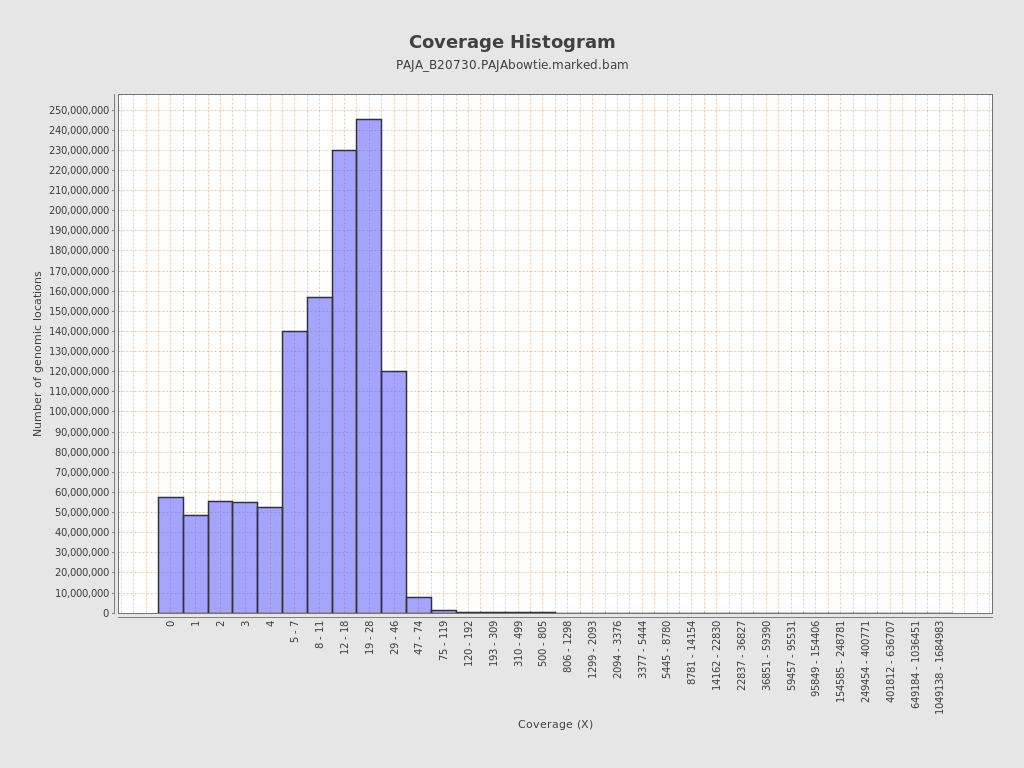 Coverage Histogram
PAJA_B20730.PAJAbowtie.marked.bam
Number of genomic locations
250,000,000
240,000,000
230,000,000
220,000,000
210,000,000
200,000,000
190,000,000
180,000,000
170,000,000
160,000,000
150,000,000
140,000,000
130,000,000
120,000,000
110,000,000
100,000,000
90,000,000
80,000,000
70,000,000
60,000,000
50,000,000
40,000,000
30,000,000
20,000,000
10,000,000
0
0
1
2
3
4
5 - 7
8 - 11
12 - 18
19 - 28
29 - 46
47 - 74
75 - 119
120 - 192
193 - 309
310 - 499
500 - 805
806 - 1298
1299 - 2093
2094 - 3376
3377 - 5444
5445 - 8780
8781 - 14154
14162 - 22830
22837 - 36827
36851 - 59390
59457 - 95531
95849 - 154406
154585 - 248781
249454 - 400771
401812 - 636707
649184 - 1036451
1049138 - 1684983
Coverage (X)